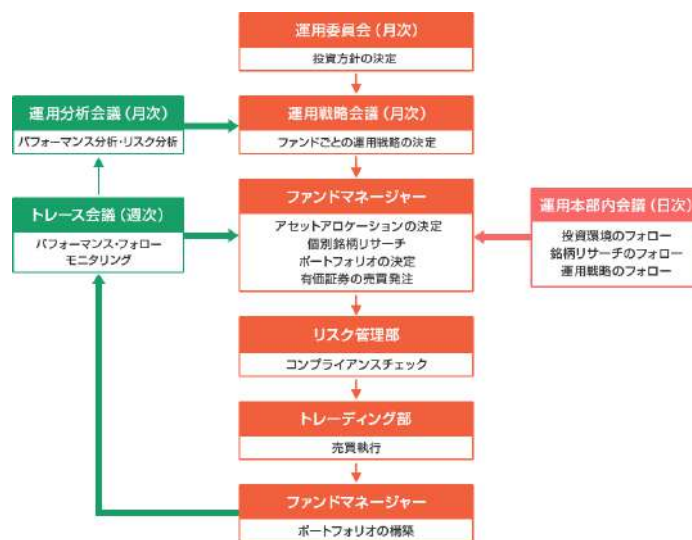 運用委員会（月次）
投資方針の決定
運用分析会議（月次）
パフォーマンス分析・リスク分析
運用戦略会議（月次）
ファンドごとの運用戦略の決定
トレース会議（週次）
パフォーマンス・フォロー
モニタリング
ファンドマネージャー
アセットアロケーションの決定
個別銘柄リサーチ
ポートフォリオの決定
有価証券の売買発注
運用本部内会議（日次）
投資環境のフォロー
銘柄リサーチのフォロー
運用戦略のフォロー
リスク管理部
コンプライアンスチェック
トレーディング部
売買執行
ファンドマネージャー
ポートフォリオの構築